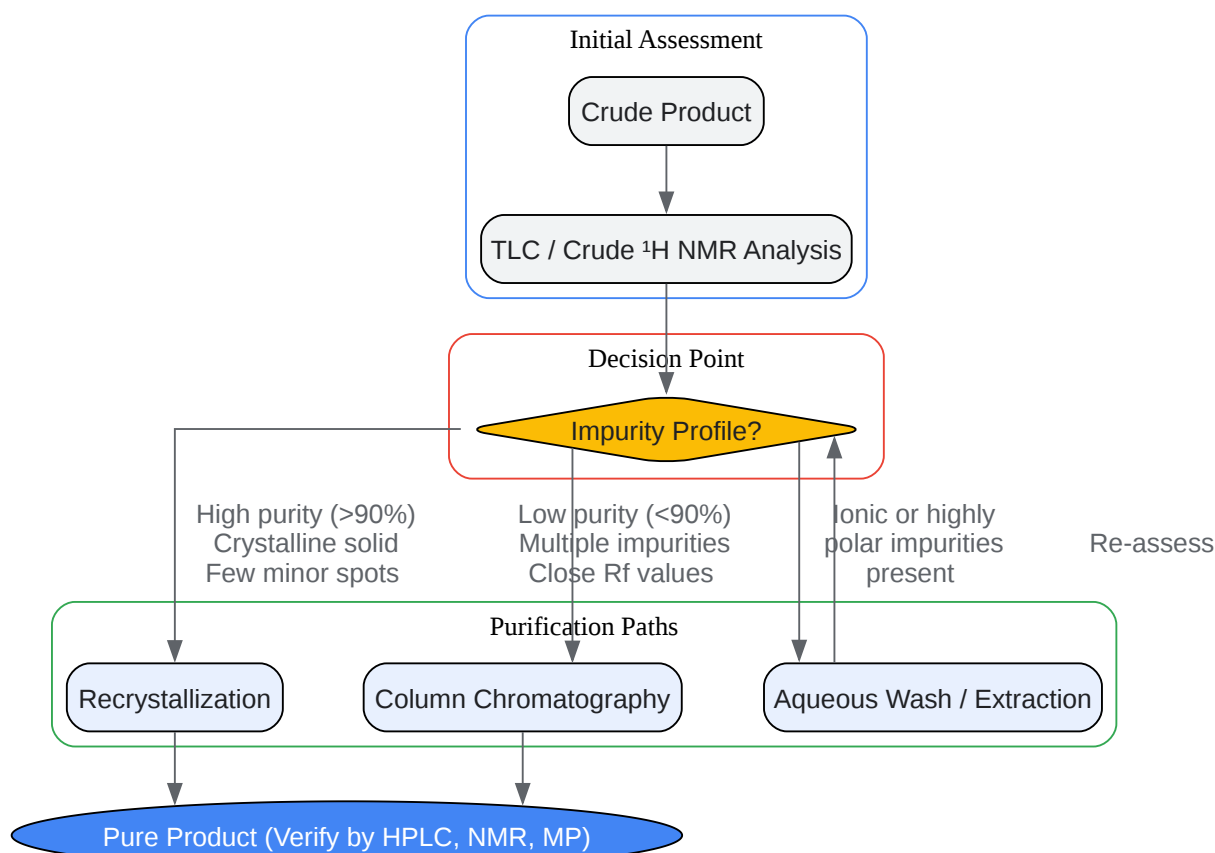 Initial Assessment
Crude Product
TLC / Crude ¹H NMR Analysis
Decision Point
Impurity Profile?
High purity (>90%)
Crystalline solid
Few minor spots
Low purity (<90%)
Multiple impurities
Close Rf values
Ionic or highly
polar impurities
present
Re-assess
Purification Paths
Recrystallization
Column Chromatography
Aqueous Wash / Extraction
Pure Product (Verify by HPLC, NMR, MP)